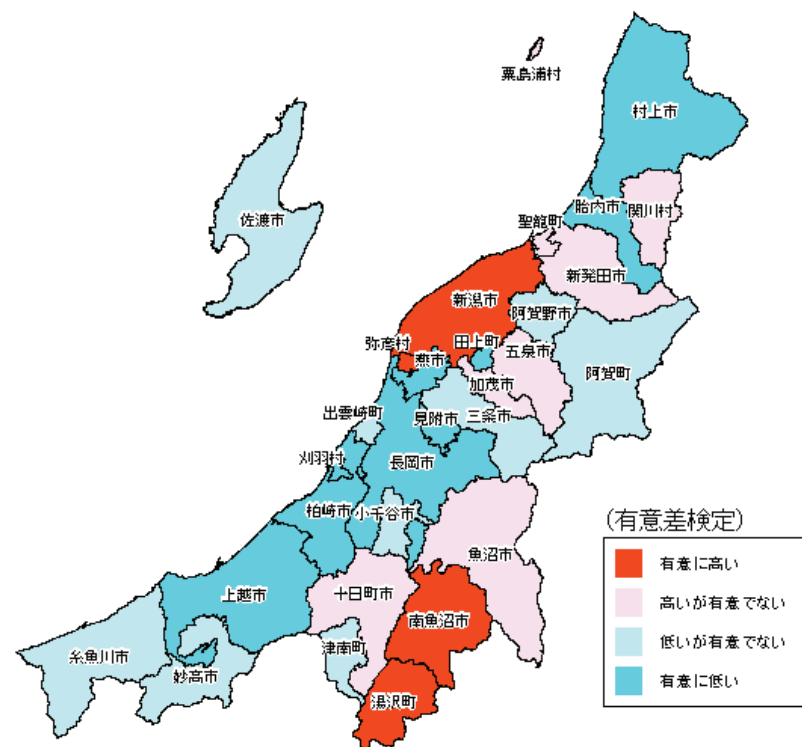 粟島浦村
村上市
佐渡市
胎内市
関川村
聖籠町
新発田市
新潟市
阿賀野市
弥彦村
燕市
田上町
五泉市
加茂市
阿賀町
出雲崎町
見附市
三条市
刈羽村
長岡市
柏崎市
小千谷市
魚沼市
上越市
十日町市
南魚沼市
糸魚川市
妙高市
津南町
湯沢町
(有意差検定)
有意に高い
高いが有意でない
低いが有意でない
有意に低い